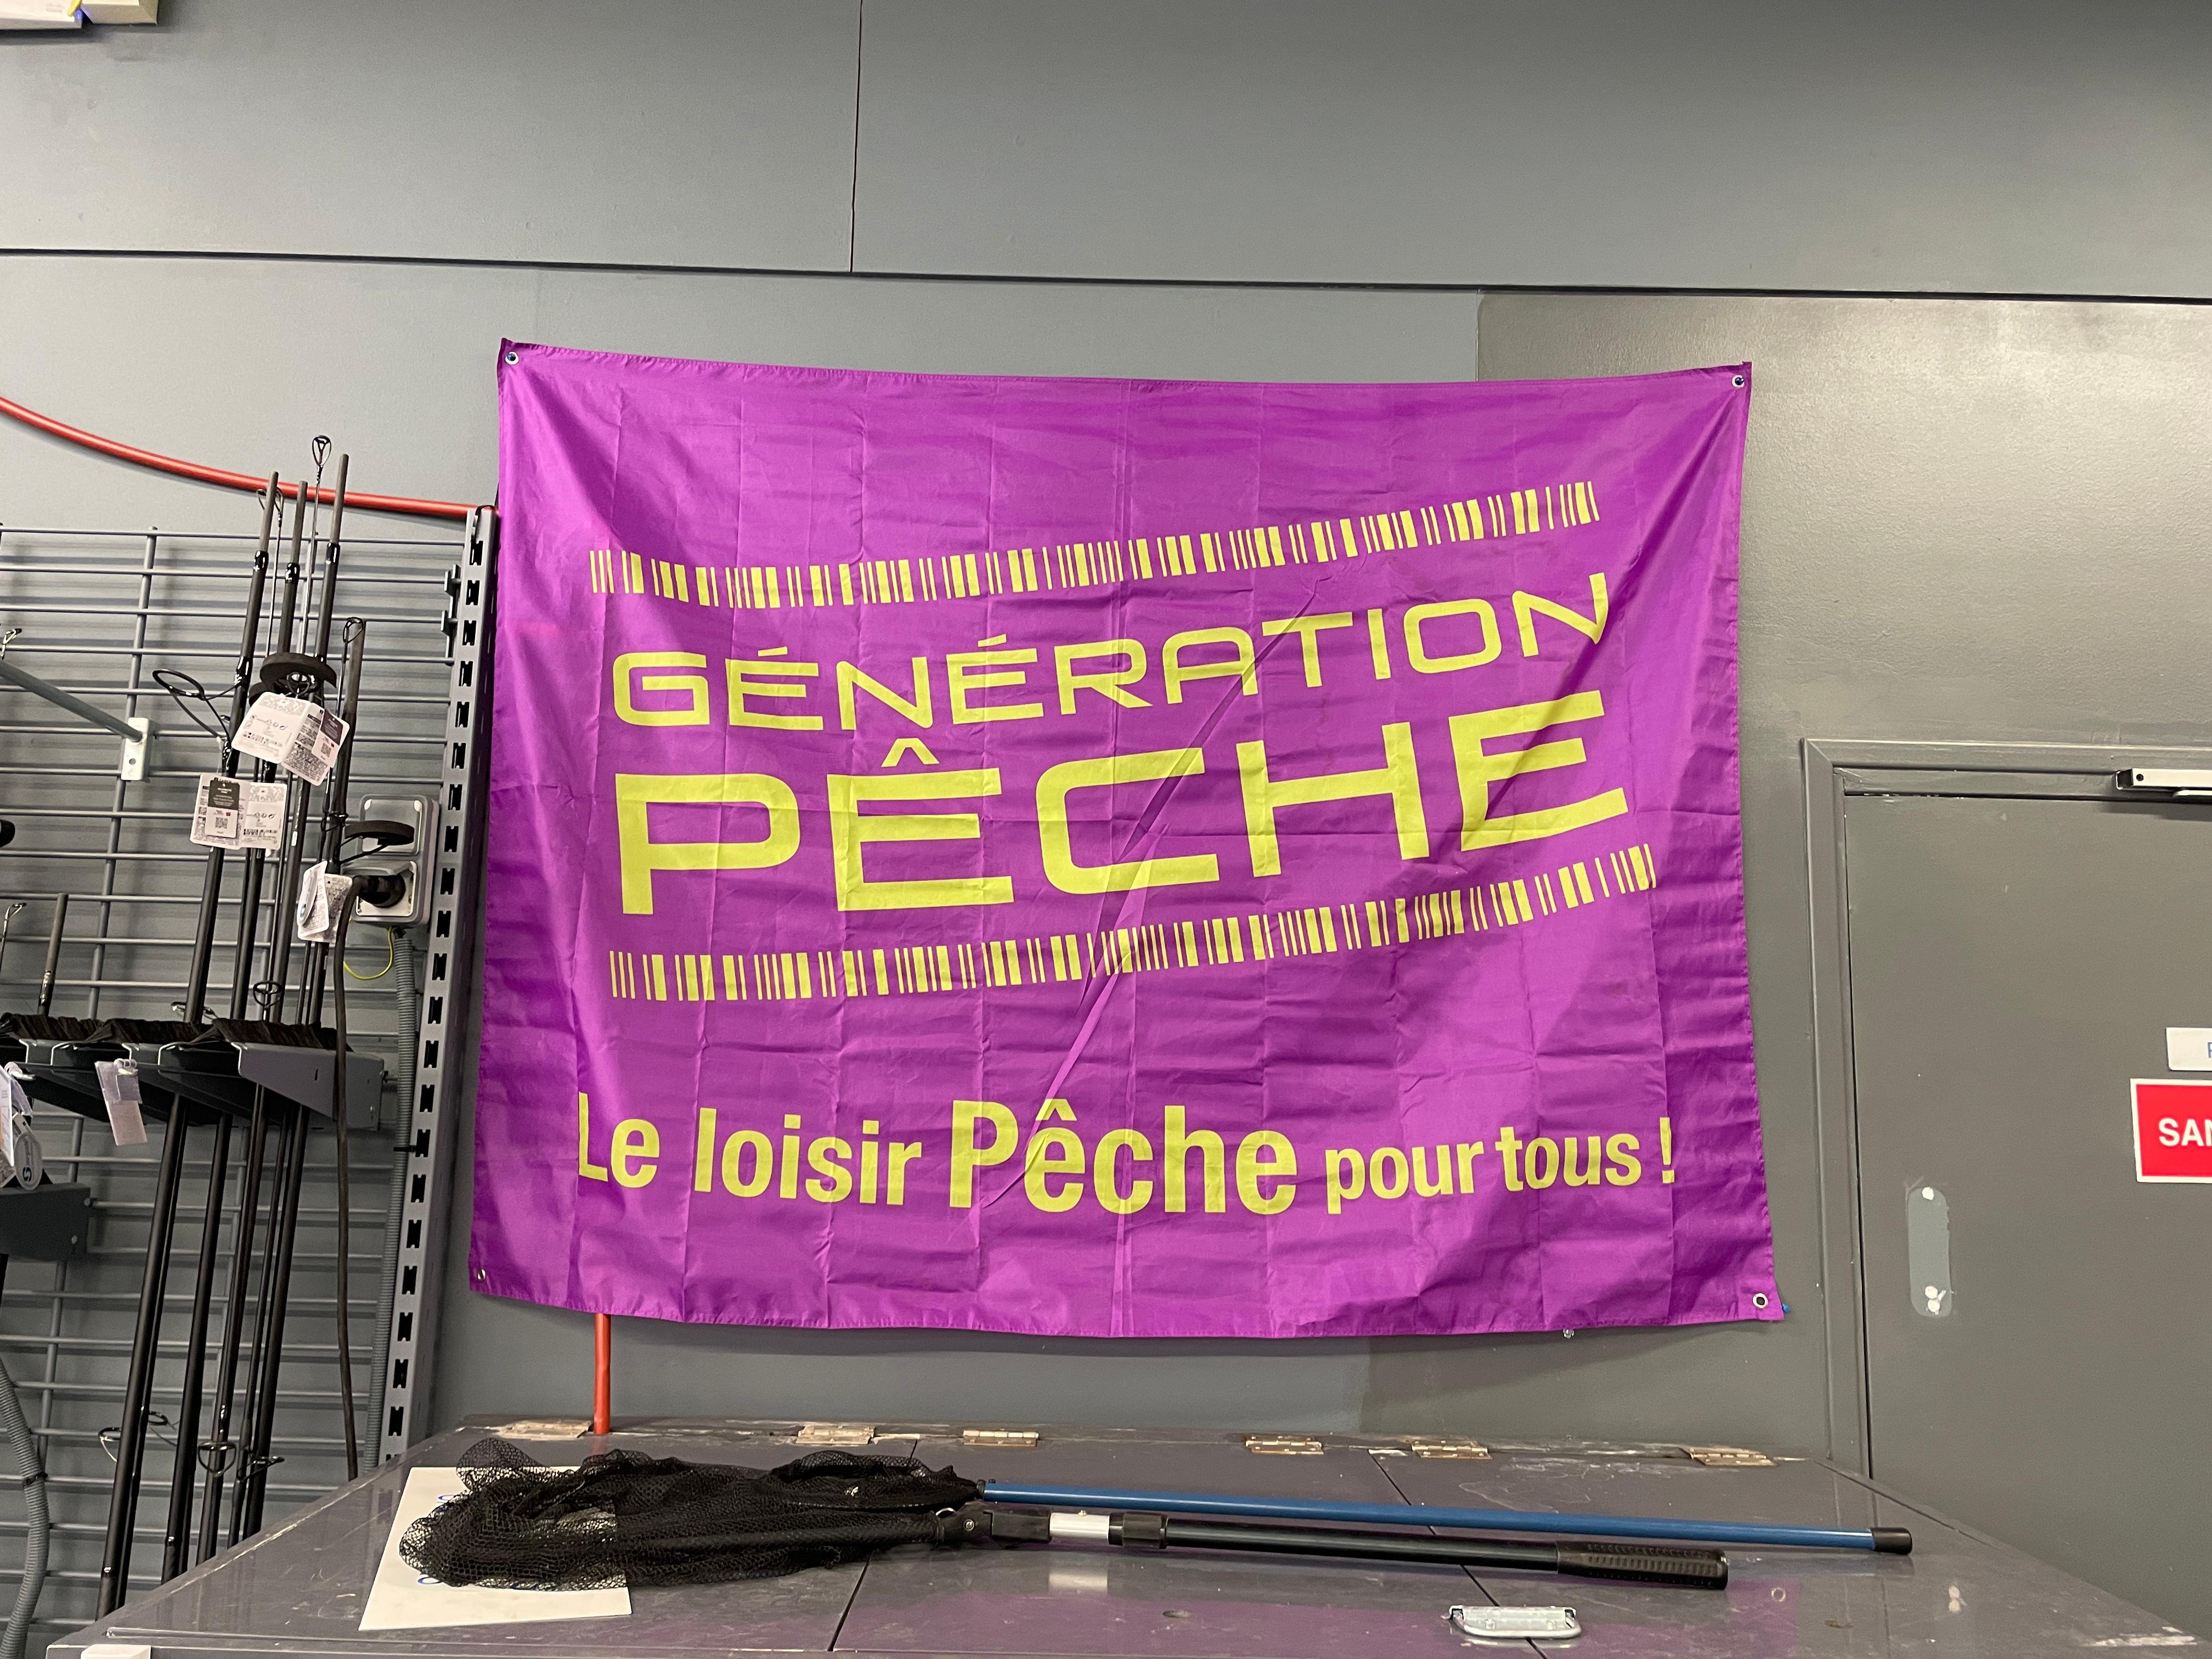 GÉNÉRATION
PÊCHE
Le loisir Pêche pour tous !